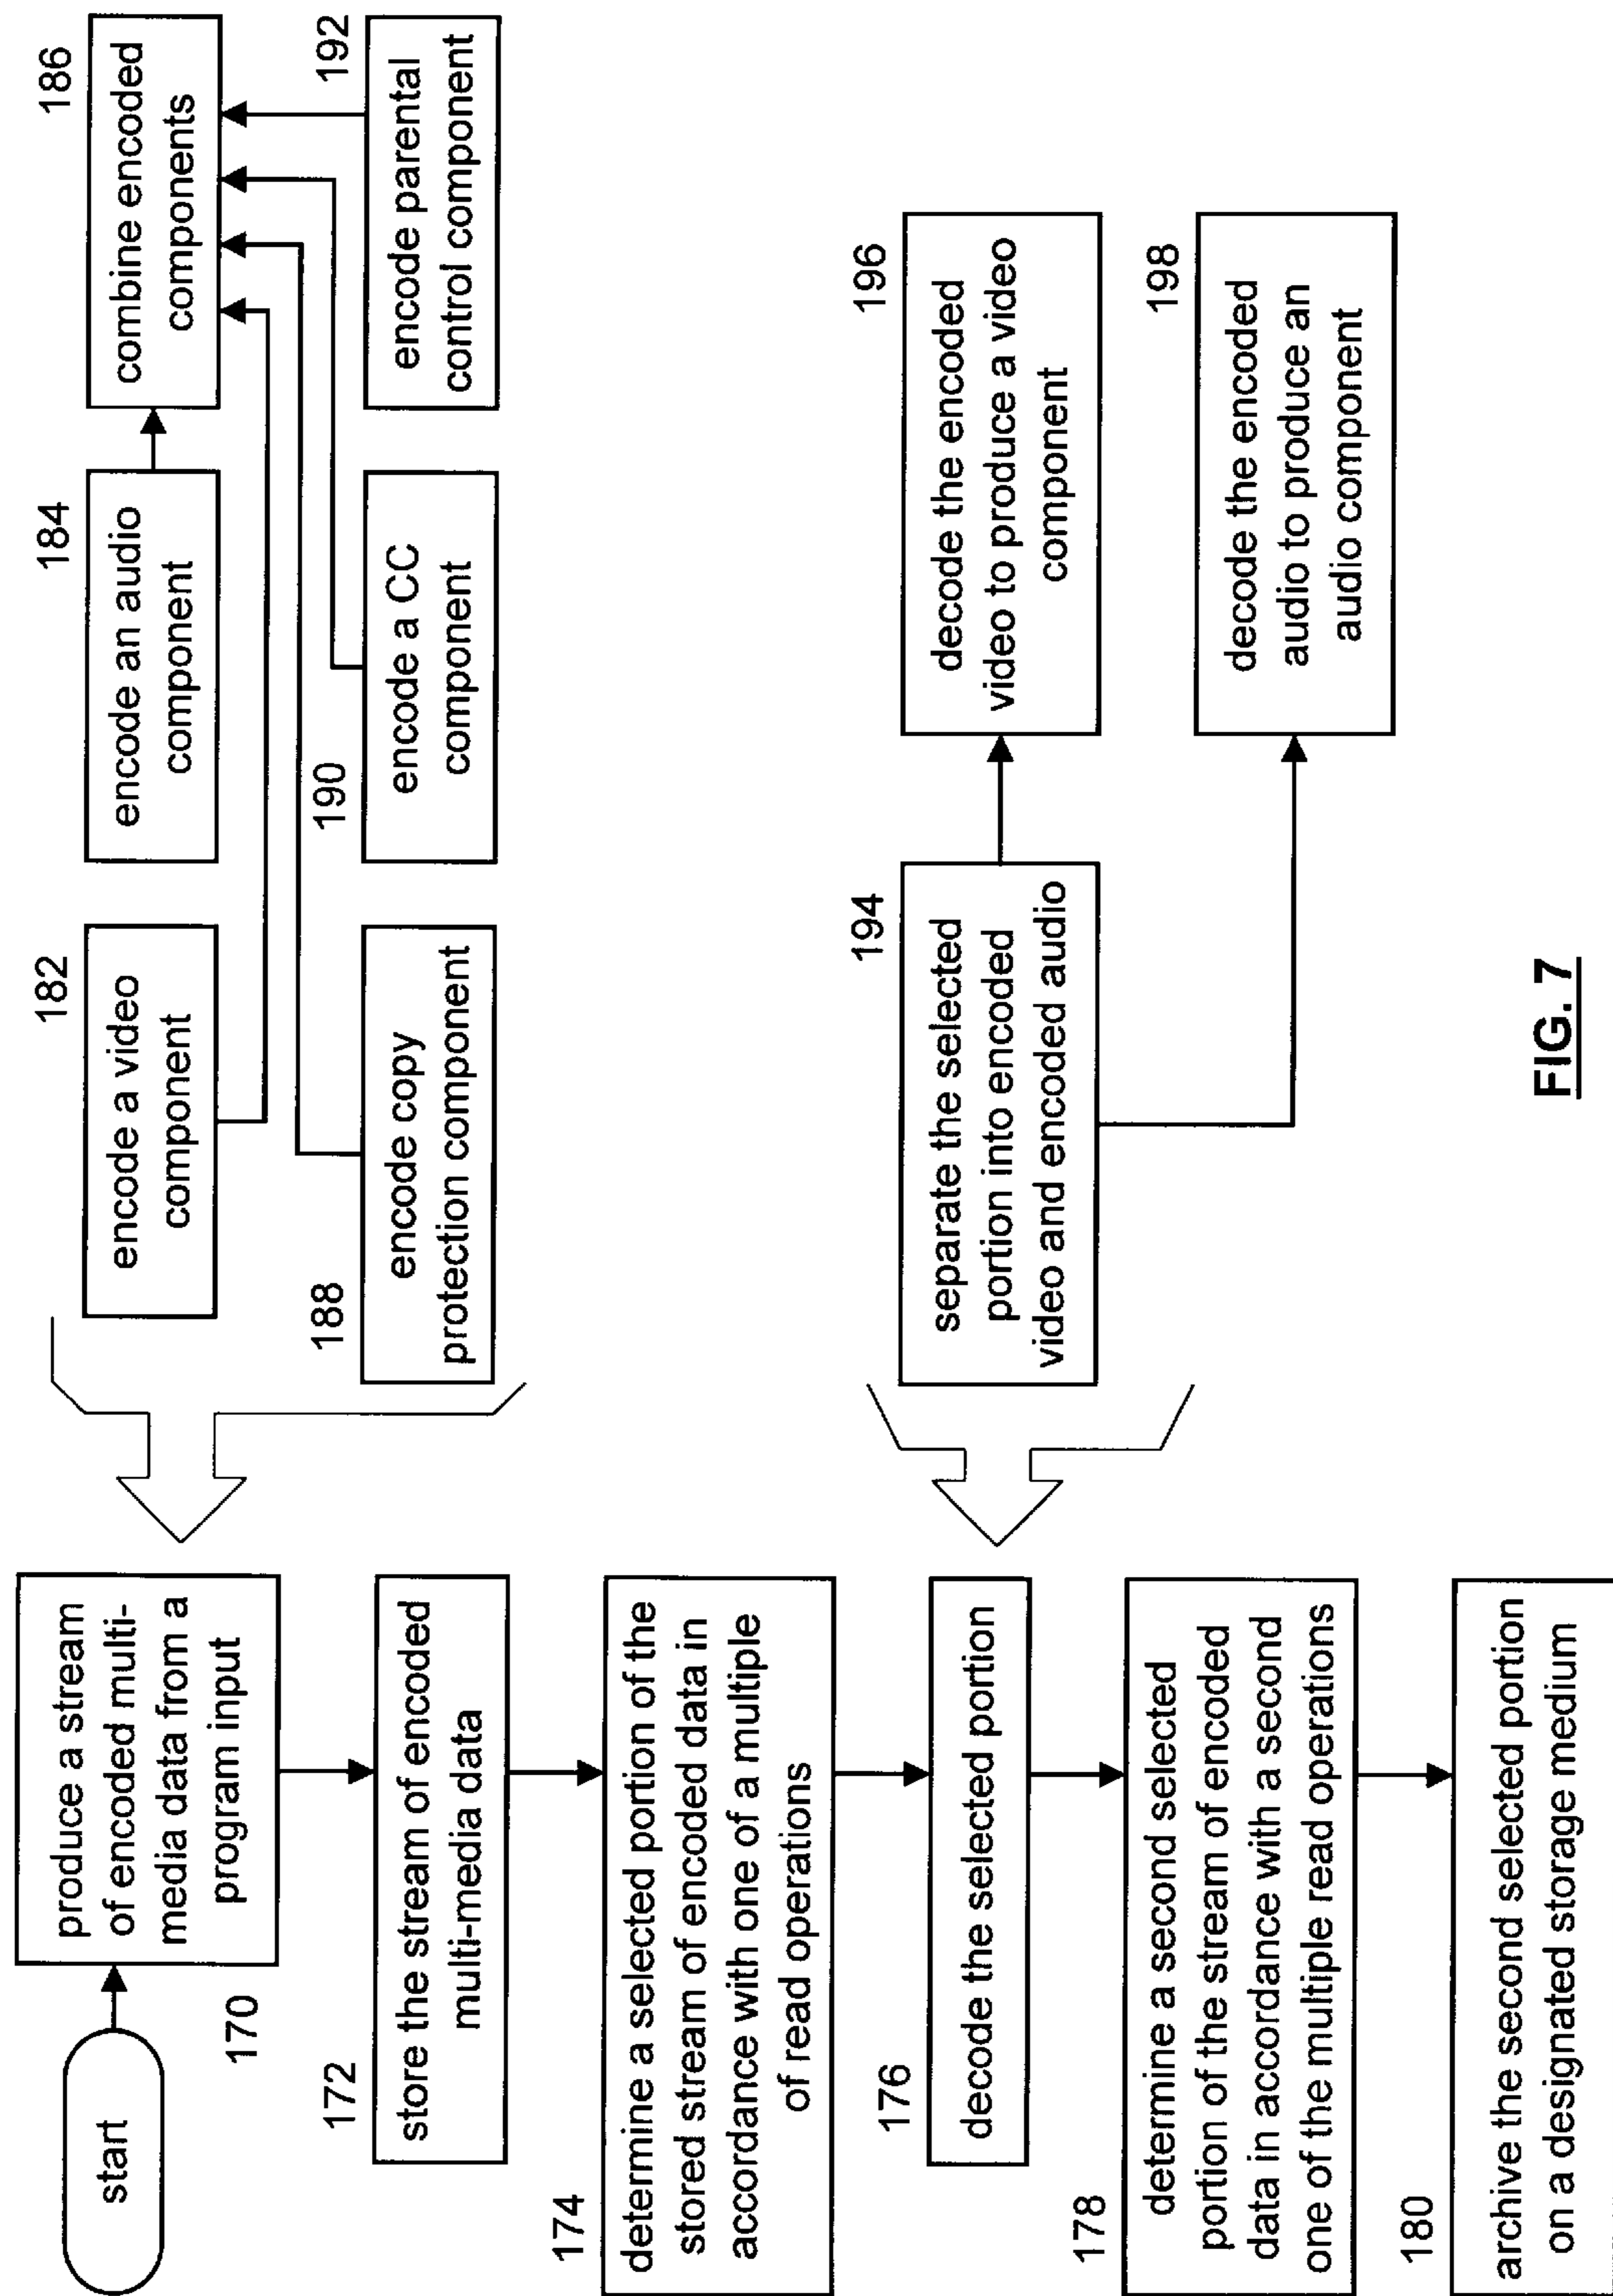 start
170
produce a stream
of encoded multi-
media data from a
program input
172
store the stream of encoded
multi-media data
174
determine a selected portion of the
stored stream of encoded data in
accordance with one of a multiple
of read operations
176
decode the selected portion
178
determine a second selected
portion of the stream of encoded
data in accordance with a second
one of the multiple read operations
180
archive the second selected portion
on a designated storage medium
182
encode a video
component
184
encode an audio
component
186
combine encoded
components
188
encode copy
protection component
190
encode a CC
component
192
encode parental
control component
194
separate the selected
portion into encoded
video and encoded audio
196
decode the encoded
video to produce a video
component
198
decode the encoded
audio to produce an
audio component
FIG. 7